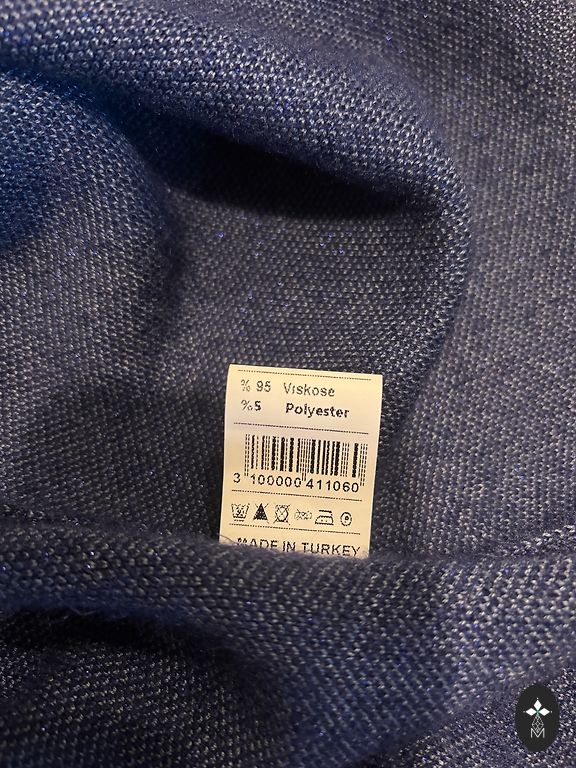 % 95 Viskose
%5 Polyester
3 100000 411060
MADE IN TURKEY
M